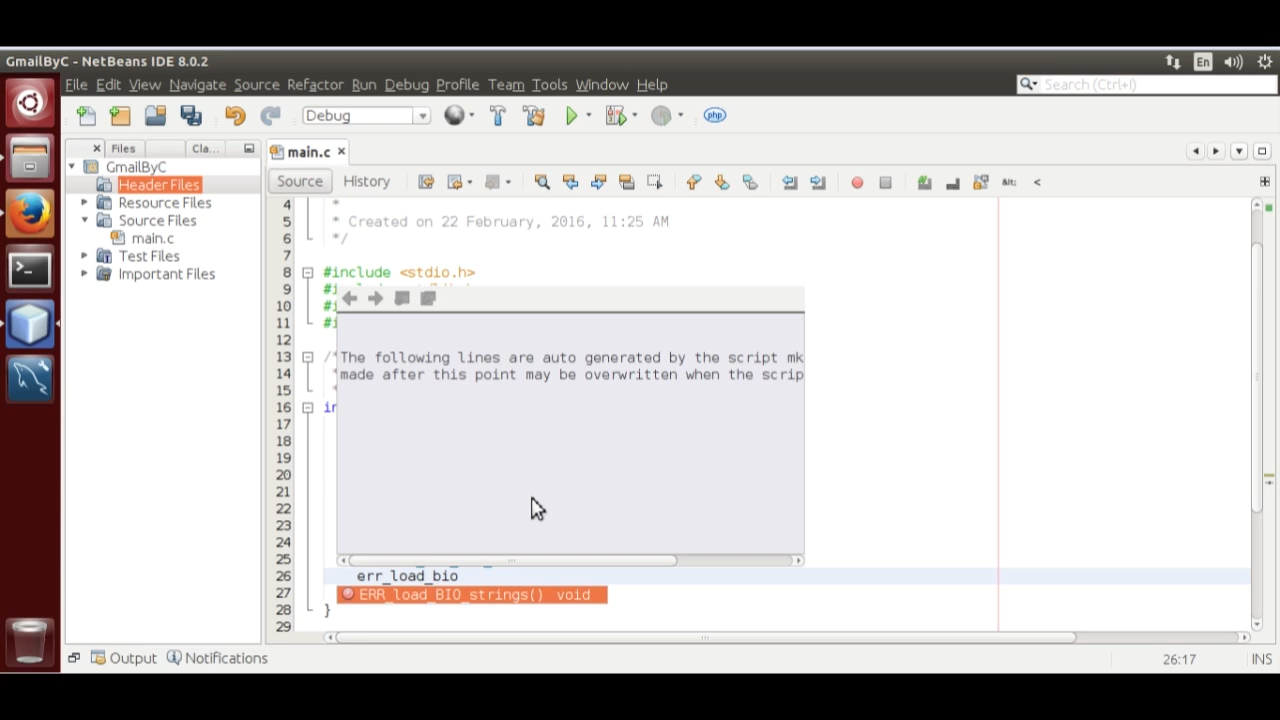 GmailByC - NetBeans IDE 8.0.2
En
File Edit View Navigate Source Refactor Run Debug Profile Team Tools Window Help
Search (Ctrl+I)
Debug
php
Files
Cla...
main.c
GmailByC
Source
History
Header Files
Resource Files
Source Files
main.c
Test Files
Important Files
4 *
5 * Created on 22 February, 2016, 11:25 AM
6 */
7
8 #include <stdio.h>
9
10
11
12
13 /*
14
15
16
17
18
19
20
21
22
23
24
25
The following lines are auto generated by the script mk
made after this point may be overwritten when the scrip
26 err_load_bio
27 ERR_load_BIO_strings() void
28 }
29
Output
Notifications
26:17
INS